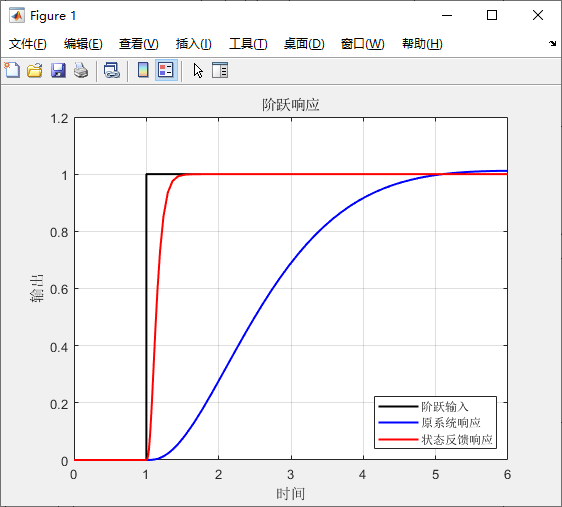 Figure 1
文件(F) 编辑(E) 查看(V) 插入(I) 工具(T) 桌面(D) 窗口(W) 帮助(H)
阶跃响应
1.2
1
0.8
0.6
0.4
0.2
0
输出
阶跃输入
原系统响应
状态反馈响应
0 1 2 3 4 5 6
时间